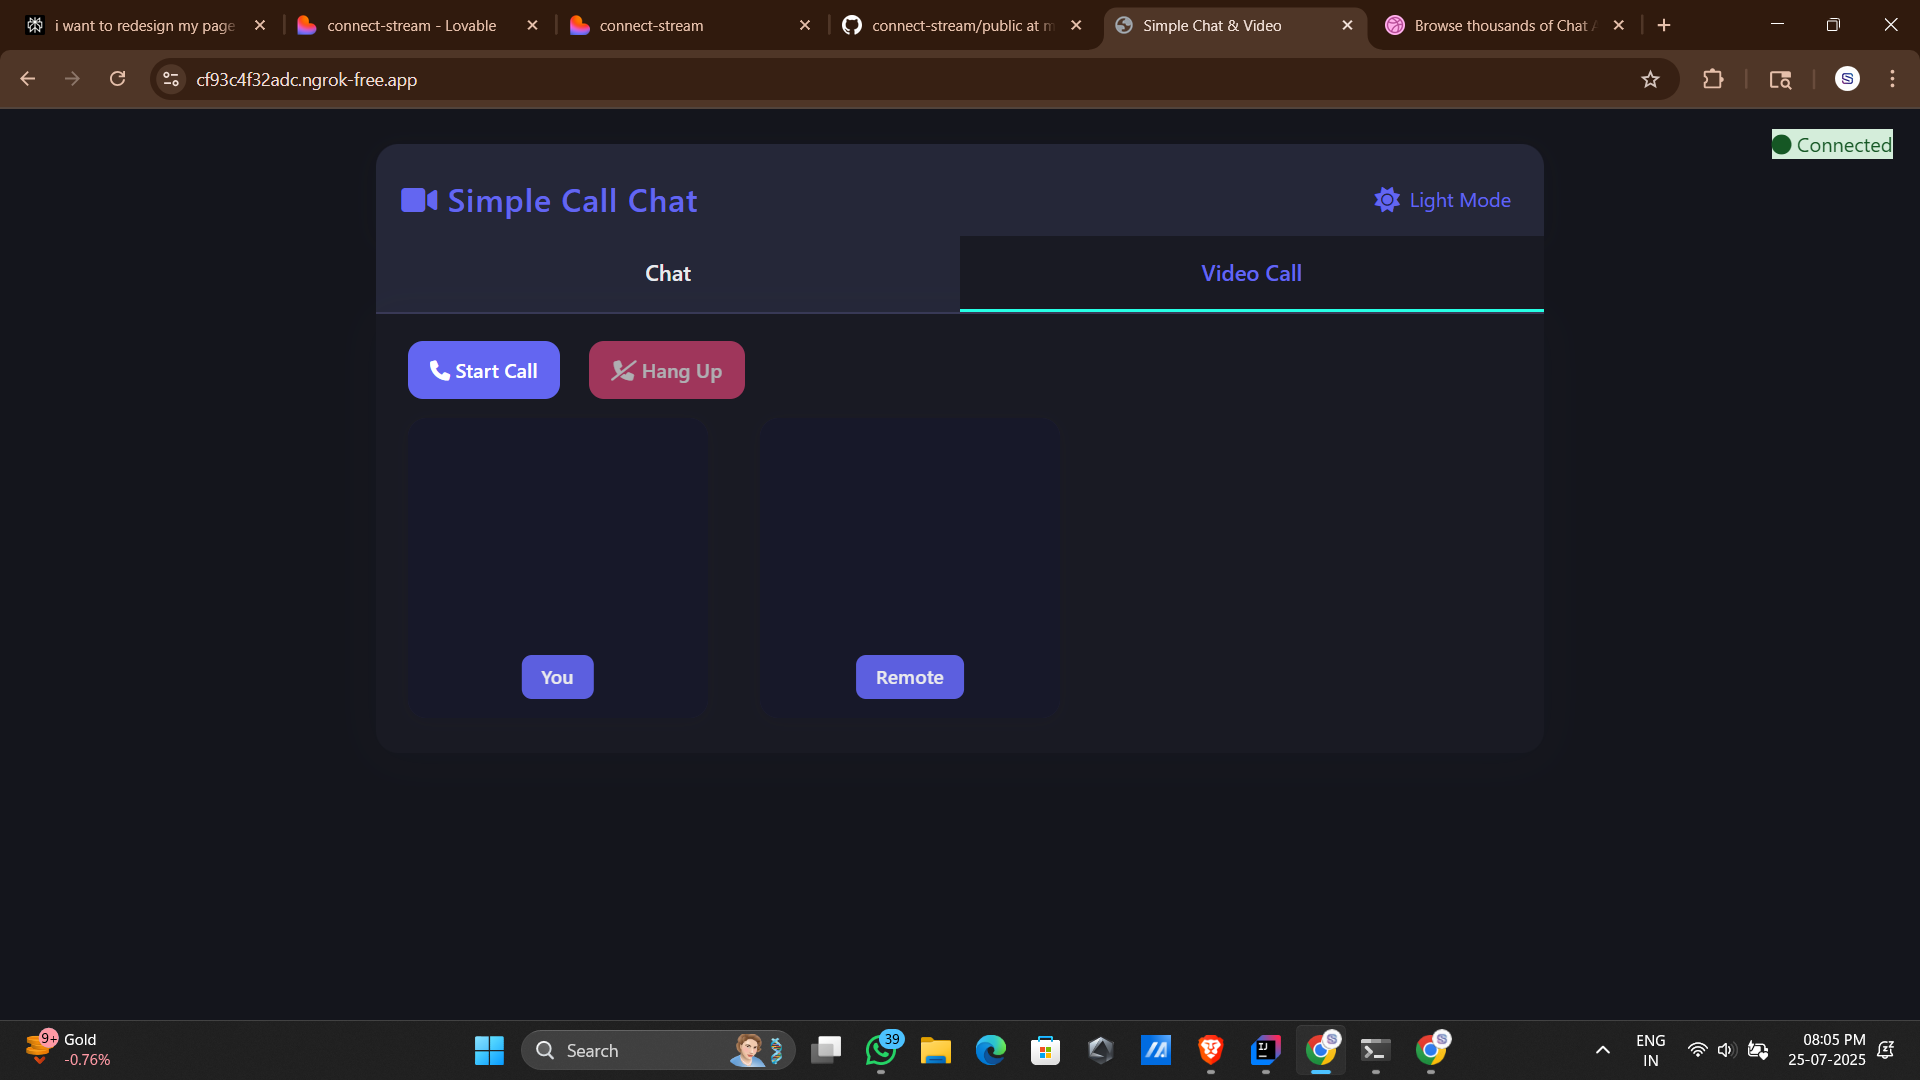 i want to redesign my page
connect-stream - Lovable
connect-stream
connect-stream/public at m
Simple Chat & Video
Browse thousands of Chat A
cf93c4f32adc.ngrok-free.app
S
Connected
Simple Call Chat
Light Mode
Chat
Video Call
Start Call
Hang Up
You
Remote
9+
Gold
-0.76%
Search
39
IJ
S
S
ENG
IN
08:05 PM
25-07-2025